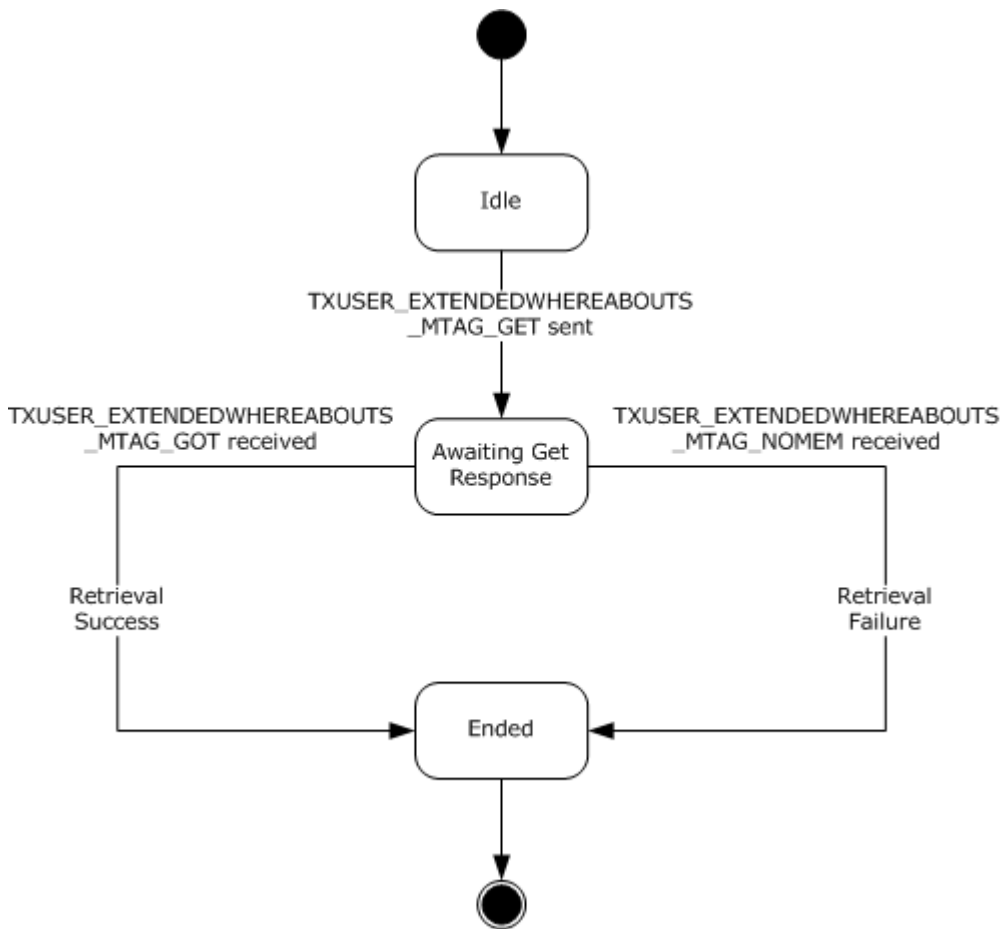 Idle
TXUSER_EXTENDEDWHEREABOUTS
_MTAG_GET sent
TXUSER_EXTENDEDWHEREABOUTS
_MTAG_GOT received
TXUSER_EXTENDEDWHEREABOUTS
_MTAG_NOMEM received
Awaiting Get
Response
Retrieval
Success
Retrieval
Failure
Ended